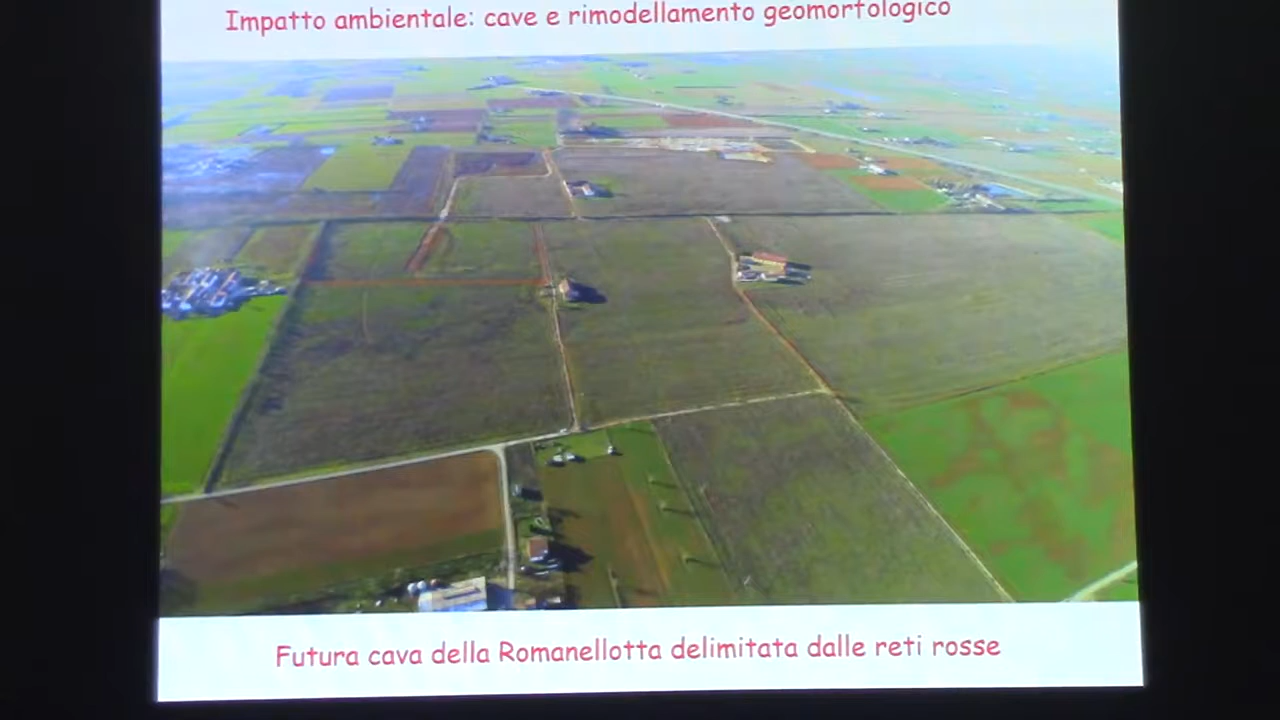 Impatto ambientale: cave e rimodellamento geomorfologico
Futura cava della Romanellotta delimitata dalle reti rosse